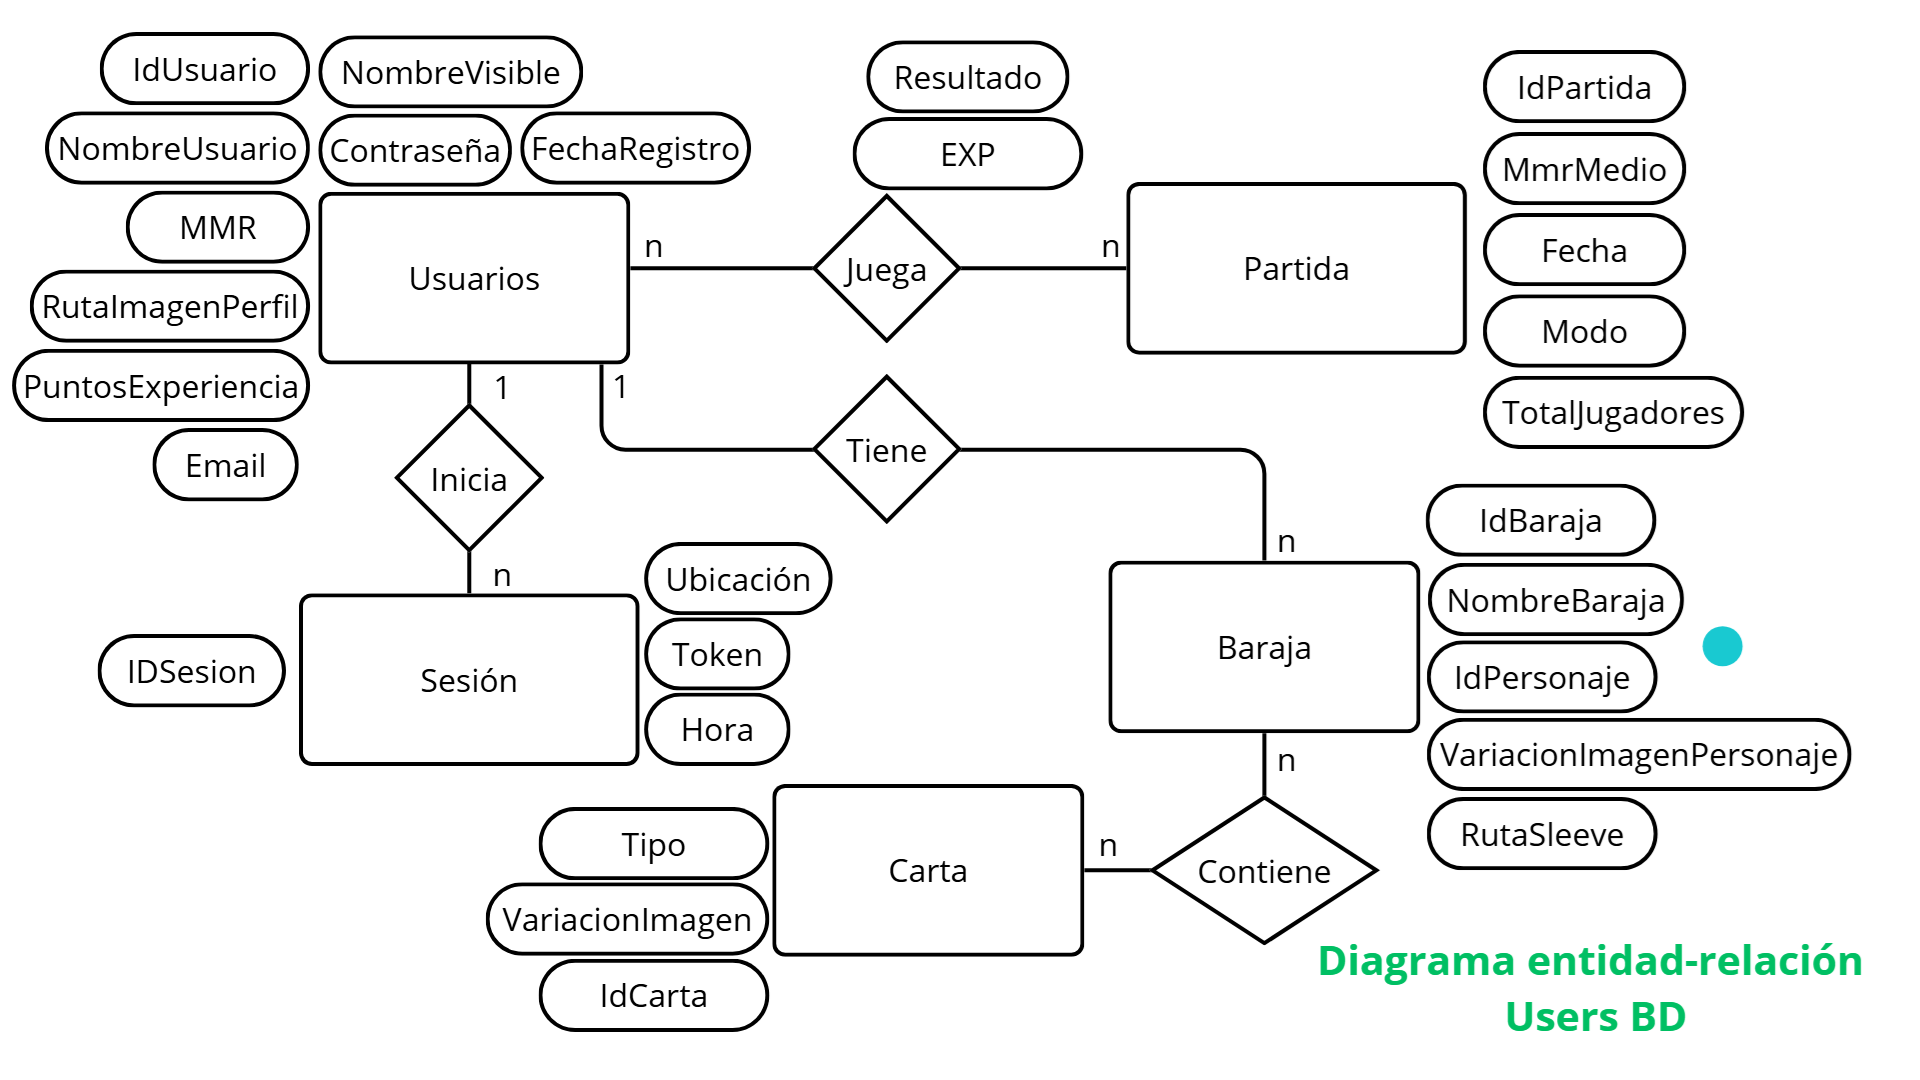 IdUsuario
NombreVisible
NombreUsuario
Contraseña
FechaRegistro
MMR
RutaImagenPerfil
PuntosExperiencia
Email
Usuarios
Resultado
EXP
n
Juega
n
Partida
IdPartida
MmrMedio
Fecha
Modo
TotalJugadores
1
1
Inicia
Tiene
n
n
IDSesion
Sesión
Ubicación
Token
Hora
Baraja
IdBaraja
NombreBaraja
IdPersonaje
VariacionImagenPersonaje
RutaSleeve
n
n
Contiene
Carta
Tipo
VariacionImagen
IdCarta
Diagrama entidad-relación
Users BD